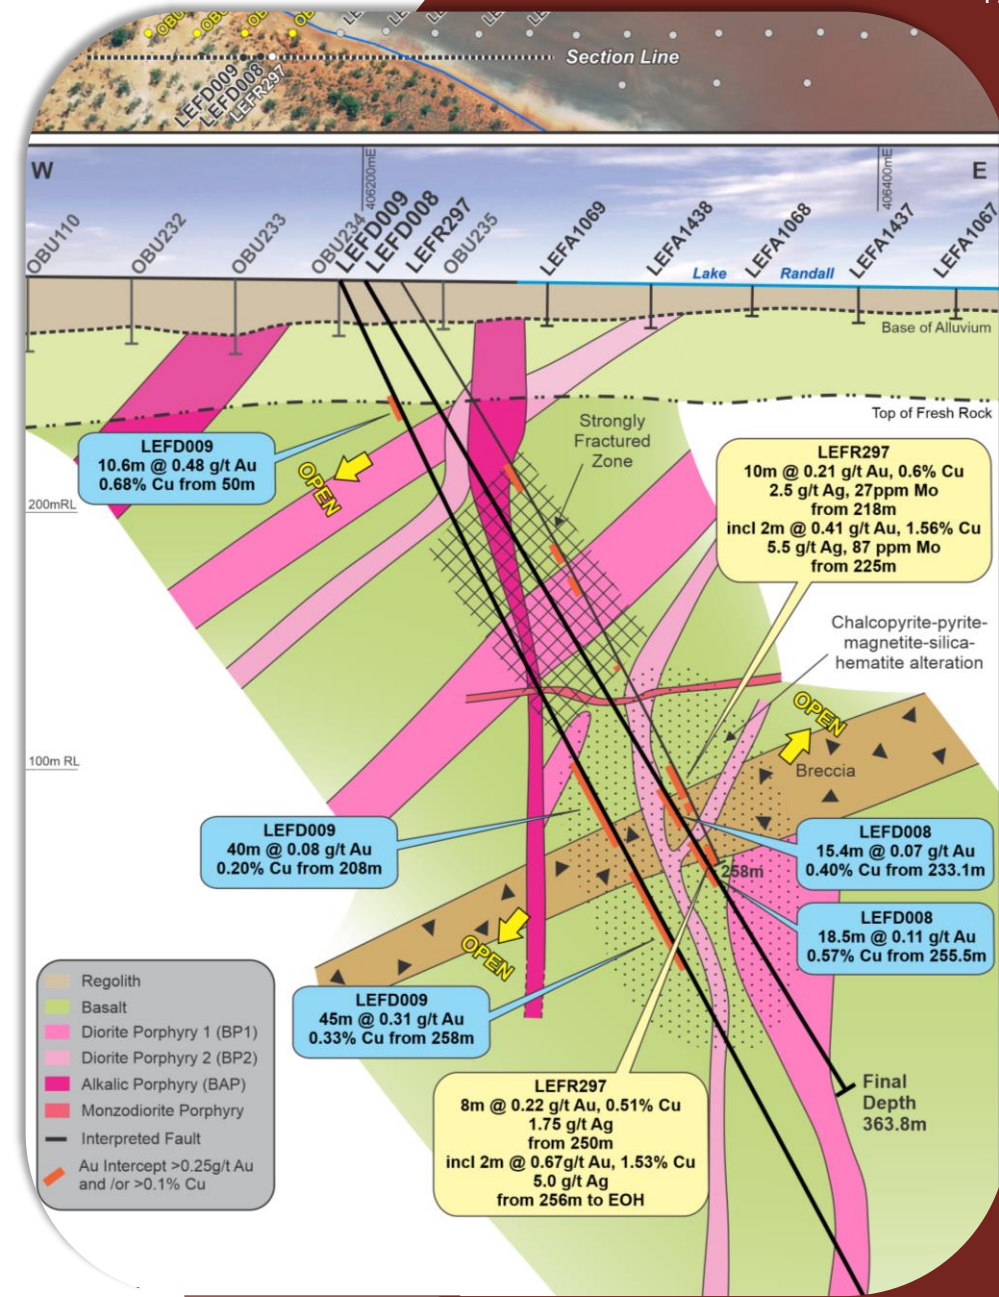 OBU
OBU
OB
OB
LE
LEF
LE
LE
LE
Section Line
LEFD009
LEFD008
LEFR297
W
E
406200mE
406400mE
OBU110
OBU232
OBU233
OBU234
LEFD009
LEFD008
LEFR297
OBU235
LEFA1069
LEFA1438
LEFA1068
LEFA1437
LEFA1067
Lake Randall
Base of Alluvium
Top of Fresh Rock
Strongly
Fractured
Zone
LEFD009
10.6m @ 0.48 g/t Au
0.68% Cu from 50m
OPEN
LEFR297
10m @ 0.21 g/t Au, 0.6% Cu
2.5 g/t Ag, 27ppm Mo
from 218m
incl 2m @ 0.41 g/t Au, 1.56% Cu
5.5 g/t Ag, 87 ppm Mo
from 225m
200mRL
Chalcopyrite-pyrite-
magnetite-silica-
hematite alteration
OPEN
Breccia
100m RL
LEFD009
40m @ 0.08 g/t Au
0.20% Cu from 208m
LEFD008
15.4m @ 0.07 g/t Au
0.40% Cu from 233.1m
258m
LEFD008
18.5m @ 0.11 g/t Au
0.57% Cu from 255.5m
OPEN
LEFD009
45m @ 0.31 g/t Au
0.33% Cu from 258m
Regolith
Basalt
Diorite Porphyry 1 (BP1)
Diorite Porphyry 2 (BP2)
Alkalic Porphyry (BAP)
Monzodiorite Porphyry
Interpreted Fault
Au Intercept >0.25g/t Au
and /or >0.1% Cu
LEFR297
8m @ 0.22 g/t Au, 0.51% Cu
1.75 g/t Ag
from 250m
incl 2m @ 0.67g/t Au, 1.53% Cu
5.0 g/t Ag
from 256m to EOH
Final
Depth
363.8m